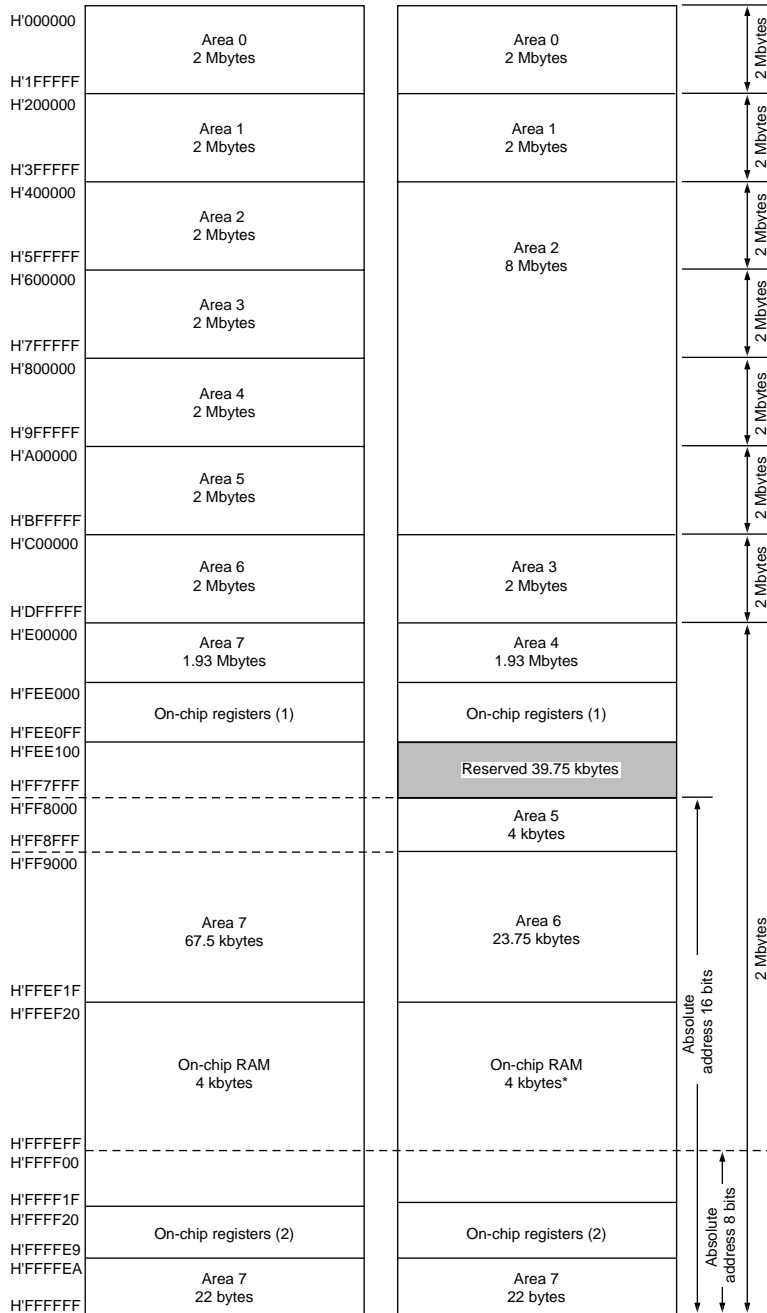 H'000000
H'1FFFFF
H'200000
H'3FFFFF
H'400000
H'5FFFFF
H'600000
H'7FFFFF
H'800000
H'9FFFFF
H'A00000
H'BFFFFF
H'C00000
H'DFFFFF
H'E00000
H'FEE000
H'FEE0FF
H'FEE100
H'FF7FFF
H'FF8000
H'FF8FFF
H'FF9000
H'FFEF1F
H'FFEF20
H'FFFEFF
H'FFFF00
H'FFFF1F
H'FFFF20
H'FFFFE9
H'FFFFEA
H'FFFFFF
Area 0
2 Mbytes
Area 1
2 Mbytes
Area 2
2 Mbytes
Area 3
2 Mbytes
Area 4
2 Mbytes
Area 5
2 Mbytes
Area 6
2 Mbytes
Area 7
1.93 Mbytes
On-chip registers (1)
Area 7
67.5 kbytes
On-chip RAM
4 kbytes
On-chip registers (2)
Area 7
22 bytes
Area 0
2 Mbytes
Area 1
2 Mbytes
Area 2
8 Mbytes
Area 3
2 Mbytes
Area 4
1.93 Mbytes
On-chip registers (1)
Reserved 39.75 kbytes
Area 5
4 kbytes
Area 6
23.75 kbytes
On-chip RAM
4 kbytes*
On-chip registers (2)
Area 7
22 bytes
2 Mbytes
2 Mbytes
2 Mbytes
2 Mbytes
2 Mbytes
2 Mbytes
2 Mbytes
2 Mbytes
Absolute
address 16 bits
Absolute
address 8 bits